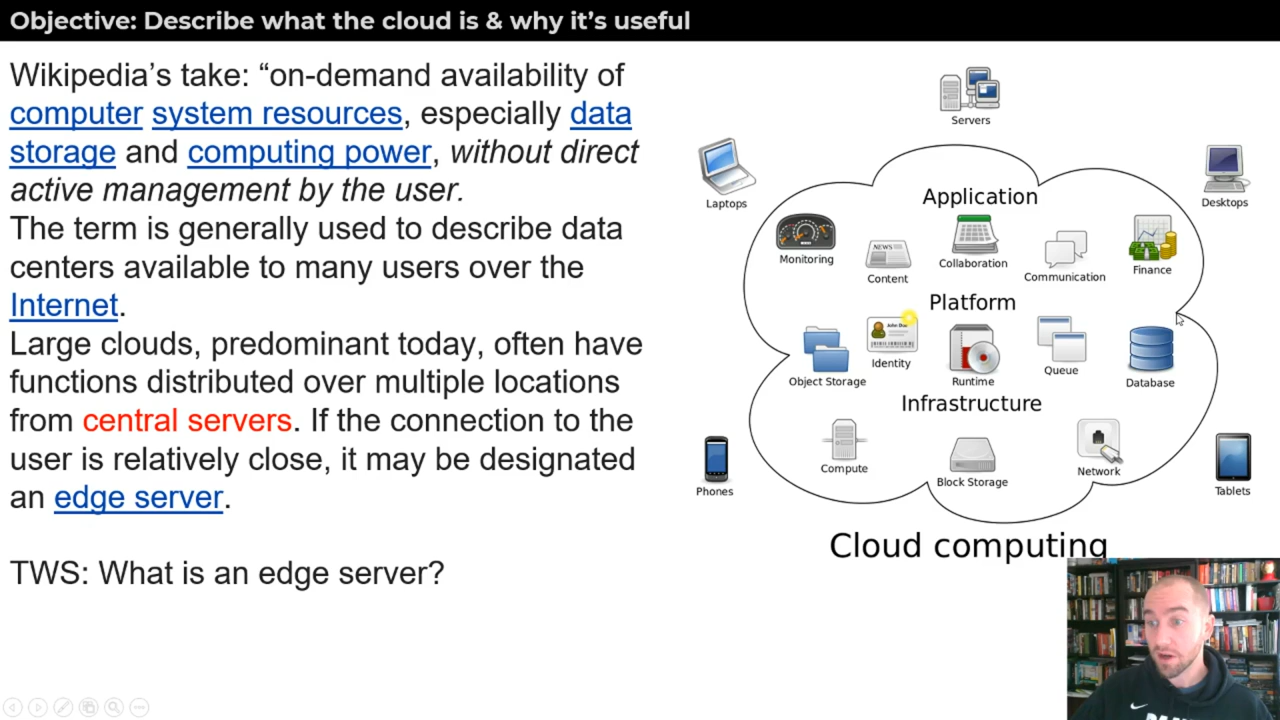 Objective: Describe what the cloud is & why it's useful
Wikipedia's take: “on-demand availability of
computer system resources, especially data
storage and computing power, without direct
active management by the user.
The term is generally used to describe data
centers available to many users over the
Internet.
Large clouds, predominant today, often have
functions distributed over multiple locations
from central servers. If the connection to the
user is relatively close, it may be designated
an edge server.
TWS: What is an edge server?
Servers
Laptops
Desktops
Application
Monitoring
NEWS
Content
Collaboration
Communication
Finance
Platform
John Doe
Object Storage
Identity
Runtime
Queue
Database
Infrastructure
Compute
Block Storage
Network
Phones
Tablets
Cloud computing